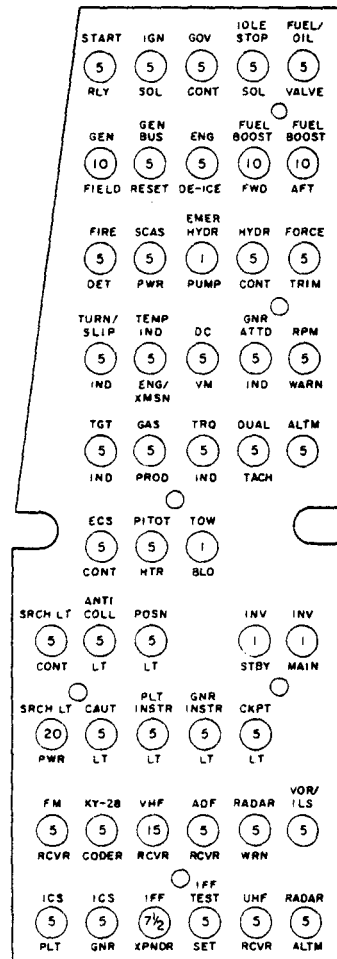 START IGN GOV IDLE STOP FUEL/OIL
5 5 5 5 5
RLY SOL CONT SOL VALVE
GEN GEN BUS ENG FUEL BOOST FUEL BOOST
10 5 5 10 10
FIELD RESET DE-ICE FWD AFT
FIRE SCAS EMER HYDR HYDR FORCE
5 5 1 5 5
DET PWR PUMP CONT TRIM
TURN/SLIP TEMP IND DC GNR ATTD RPM
5 5 5 5 5
IND ENG/XMSN VM IND WARN
TGT GAS TRQ DUAL ALTM
5 5 5 5 5
IND PROD IND TACH
ECS PITOT TOW
5 5 1
CONT HTR BLO
SRCH LT ANTI COLL POSN INV INV
5 5 5 1 1
CONT LT LT STBY MAIN
SRCH LT CAUT PLT INSTR GNR INSTR CKPT
20 5 5 5 5
PWR LT LT LT LT
FM KY-28 VHF ADF RADAR VOR/ILS
5 5 15 5 5 5
RCVR CODER RCVR RCVR WRN
ICS ICS IFF IFF TEST UHF RADAR
5 5 7½ 5 5 5
PLT GNR XPNDR SET RCVR ALTM